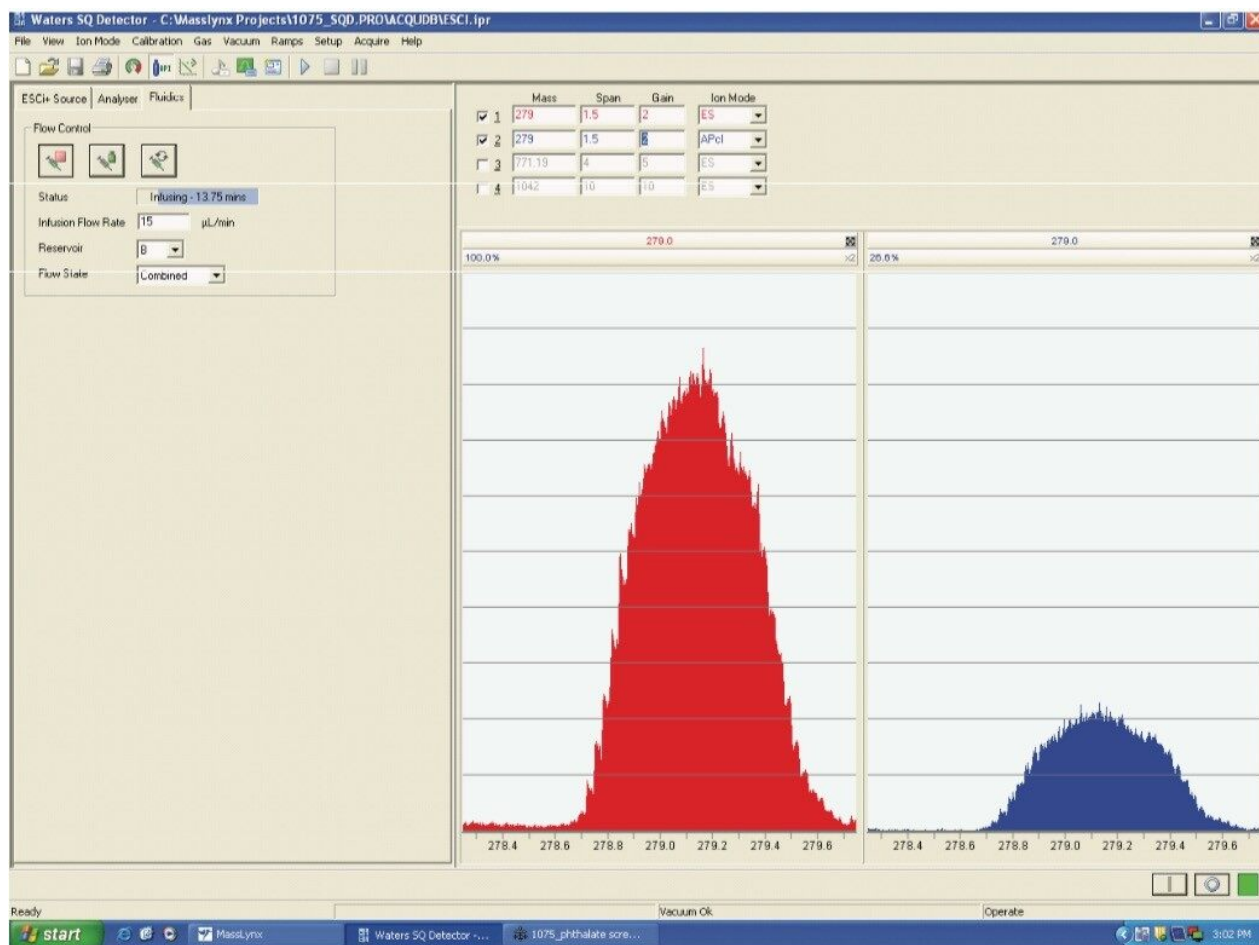 Waters SQ Detector - C:\Masslynx Projects\1075_SQD.PRO\ACQUDB\ESCI.ipr
File View Ion Mode Calibration Gas Vacuum Ramps Setup Acquire Help
ESCi+ Source Analyser Fluidics
Flow Control
Status Infusing - 13.75 mins
Infusion Flow Rate 15 µL/min
Reservoir B
Flow State Combined
Mass Span Gain Ion Mode
1 279 1.5 2 ES
2 279 1.5 2 APcI
3 771.19 4 5 ES
4 1042 10 10 ES
279.0
100.0% x2
278.4 278.6 278.8 279.0 279.2 279.4 279.6
279.0
26.6% x2
278.4 278.6 278.8 279.0 279.2 279.4 279.6
Ready Vacuum Ok Operate
start MassLynx Waters SQ Detector -... 1075_phthalate scre... 3:02 PM